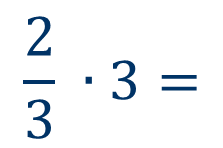 2/3 · 3 =